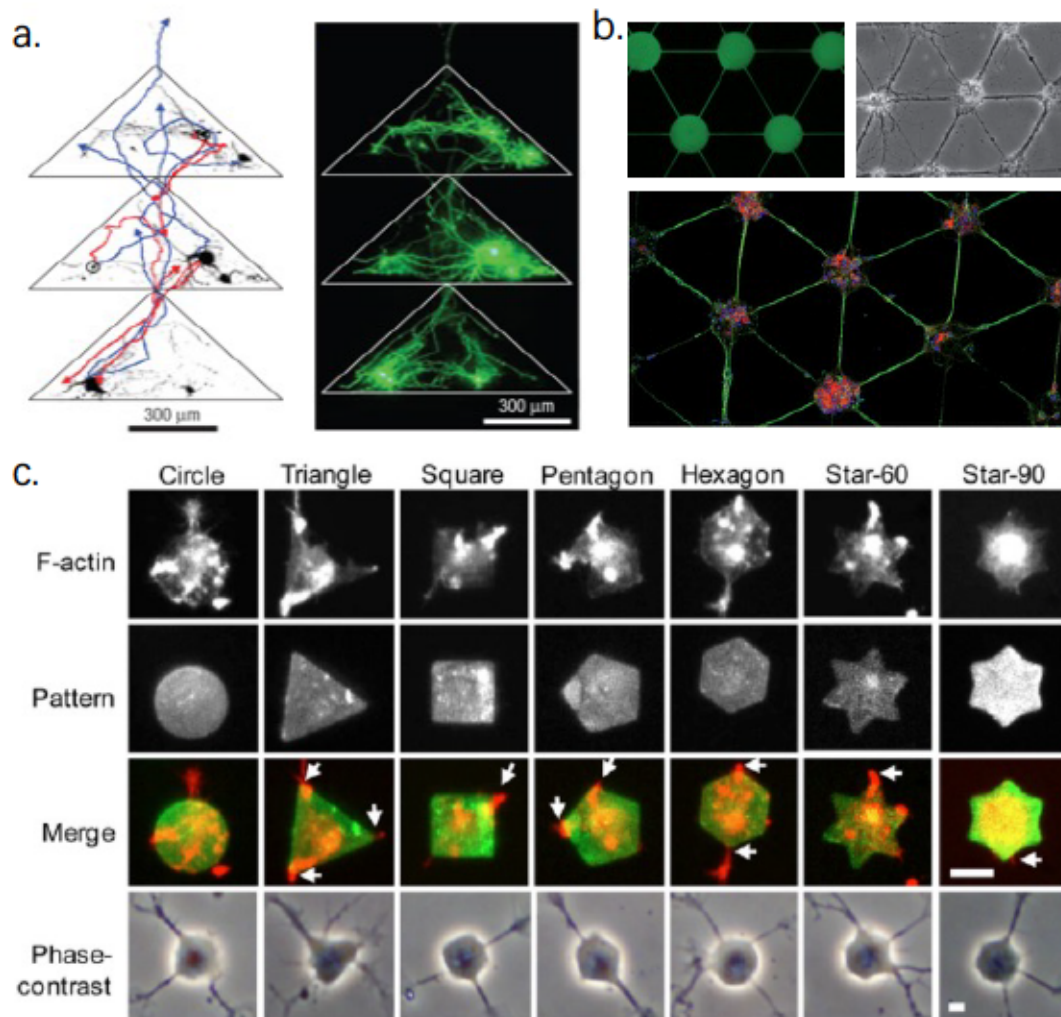 a.
b.
300 μm
300 μm
c.
Circle Triangle Square Pentagon Hexagon Star-60 Star-90
F-actin
Pattern
Merge
Phase-
contrast